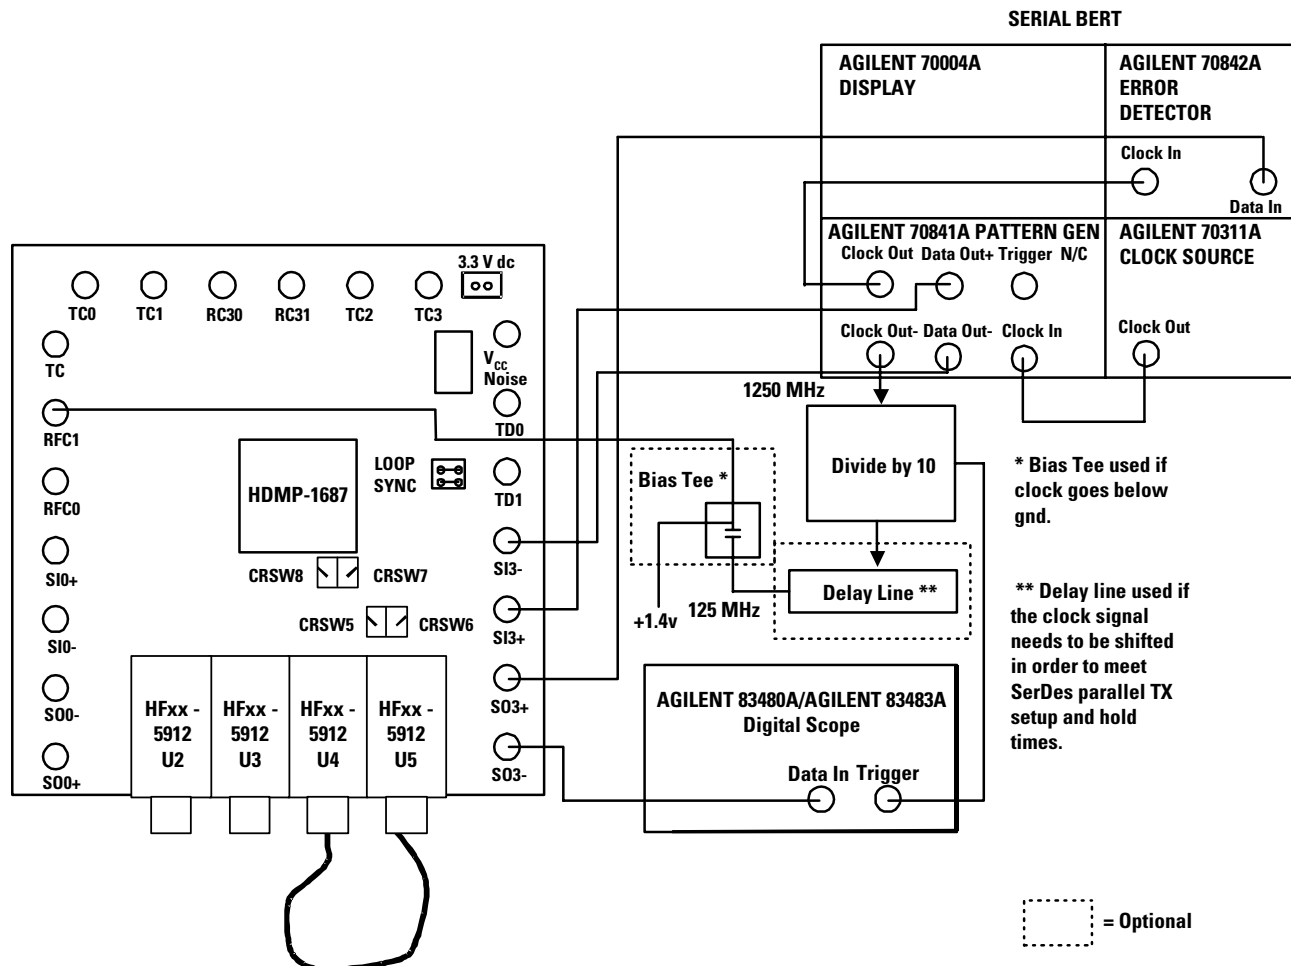 SERIAL BERT
AGILENT 70004A
DISPLAY
AGILENT 70842A
ERROR
DETECTOR
Clock In
Data In
AGILENT 70841A PATTERN GEN
Clock Out Data Out+ Trigger N/C
AGILENT 70311A
CLOCK SOURCE
Clock Out- Data Out- Clock In
Clock Out
3.3 V dc
TC0 TC1 RC30 RC31 TC2 TC3
TC
VCC
Noise
RFC1
TD0
1250 MHz
Divide by 10
LOOP
SYNC
HDMP-1687
RFC0
TD1
Bias Tee *
* Bias Tee used if
clock goes below
gnd.
SI0+
SI3-
CRSW8 CRSW7
Delay Line **
125 MHz
+1.4v
** Delay line used if
the clock signal
needs to be shifted
in order to meet
SerDes parallel TX
setup and hold
times.
CRSW5 CRSW6
SI0-
SI3+
SO0-
SO3+
HFxx -
5912
U2
HFxx -
5912
U3
HFxx -
5912
U4
HFxx -
5912
U5
AGILENT 83480A/AGILENT 83483A
Digital Scope
SO0+
SO3-
Data In Trigger
= Optional